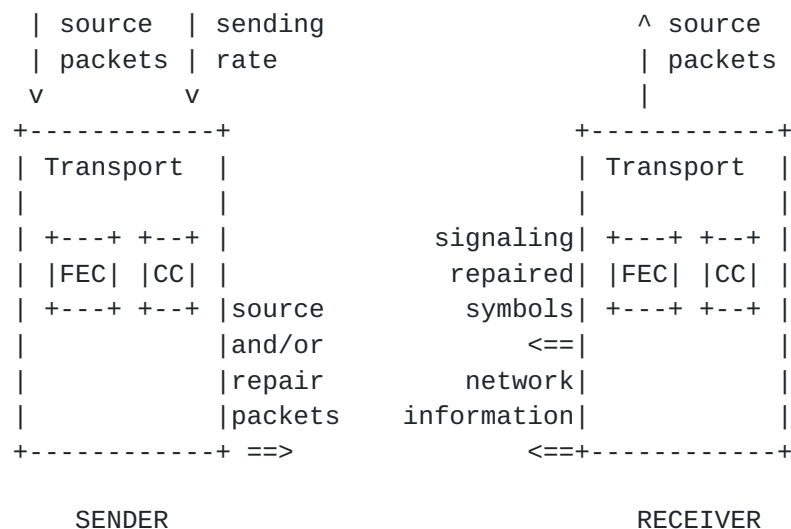 | source | sending ^ source
| packets | rate | packets
v v |
+------------+ +------------+
| Transport | | Transport |
| | | |
| +---+ +--+ | signaling| +---+ +--+ |
| |FEC| |CC| | repaired| |FEC| |CC| |
| +---+ +--+ |source symbols| +---+ +--+ |
| |and/or <==| |
| |repair network| |
| |packets information| |
+------------+ ==> <==+------------+
SENDER RECEIVER